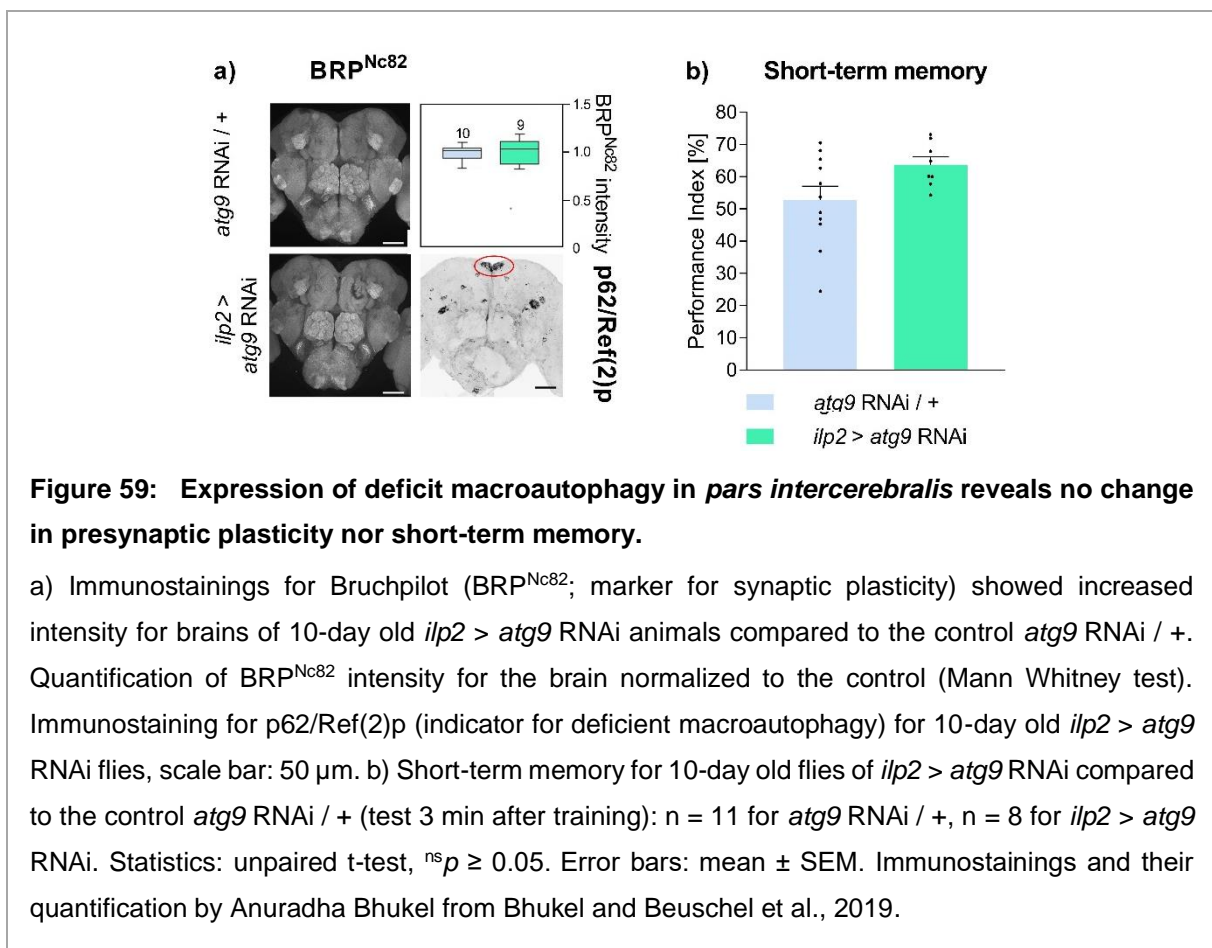 a) BRP^Nc82
atg9 RNAi / +
10
9
1.5
1.0
0.5
0
BRP^Nc82 intensity
ilp2 >
atg9 RNAi
p62/Ref(2)p
b) Short-term memory
Performance Index [%]
80
70
60
50
40
30
20
10
0
atg9 RNAi / +
ilp2 > atg9 RNAi
Figure 59: Expression of deficit macroautophagy in pars intercerebralis reveals no change
in presynaptic plasticity nor short-term memory.
a) Immunostainings for Bruchpilot (BRP^Nc82; marker for synaptic plasticity) showed increased
intensity for brains of 10-day old ilp2 > atg9 RNAi animals compared to the control atg9 RNAi / +.
Quantification of BRP^Nc82 intensity for the brain normalized to the control (Mann Whitney test).
Immunostaining for p62/Ref(2)p (indicator for deficient macroautophagy) for 10-day old ilp2 > atg9
RNAi flies, scale bar: 50 µm. b) Short-term memory for 10-day old flies of ilp2 > atg9 RNAi compared
to the control atg9 RNAi / + (test 3 min after training): n = 11 for atg9 RNAi / +, n = 8 for ilp2 > atg9
RNAi. Statistics: unpaired t-test, ^ns p ≥ 0.05. Error bars: mean ± SEM. Immunostainings and their
quantification by Anuradha Bhukel from Bhukel and Beuschel et al., 2019.